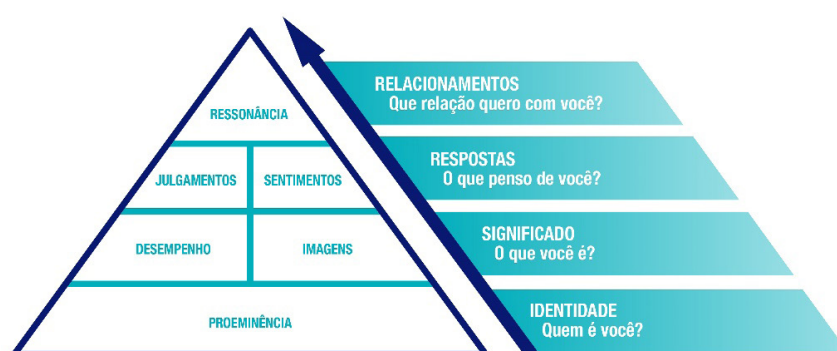 RESSONÁNCIA
JULGAMENTOS
SENTIMENTOS
DESEMPENHO
IMAGENS
PROEMINÊNCIA
RELACIONAMENTOS
Que relação quero com você?
RESPOSTAS
O que penso de você?
SIGNIFICADO
O que você é?
IDENTIDADE
Quem é você?